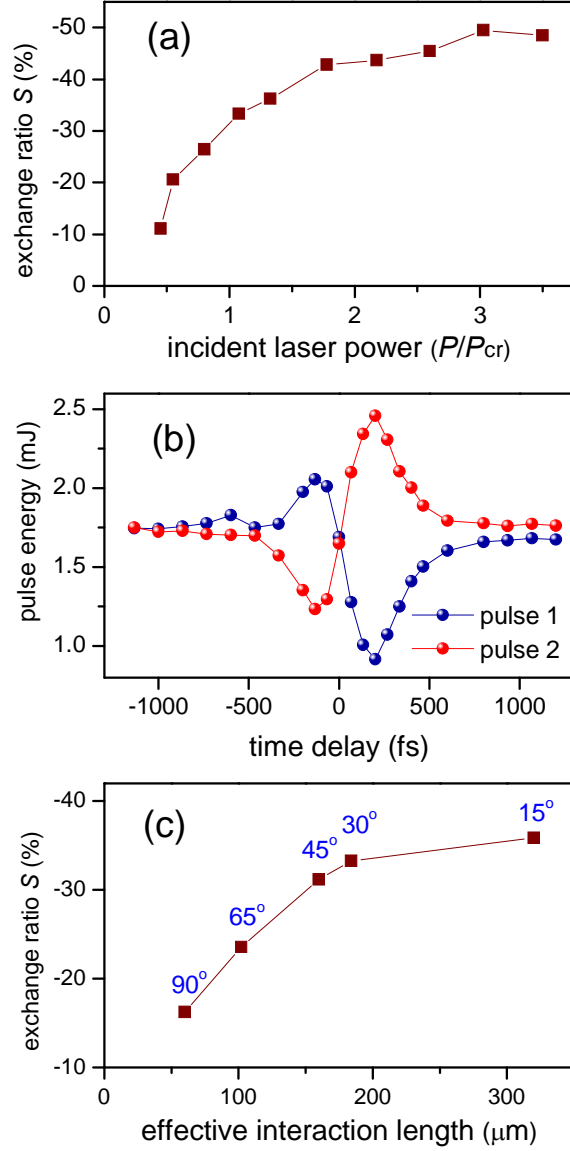 (a)
exchange ratio S (%)
-50
-40
-30
-20
-10
0
0 1 2 3
incident laser power (P/Pcr)
(b)
pulse energy (mJ)
2.5
2.0
1.5
1.0
pulse 1
pulse 2
-1000 -500 0 500 1000
time delay (fs)
(c)
exchange ratio S (%)
-40
-30
-20
-10
15°
30°
45°
65°
90°
0 100 200 300
effective interaction length (μm)